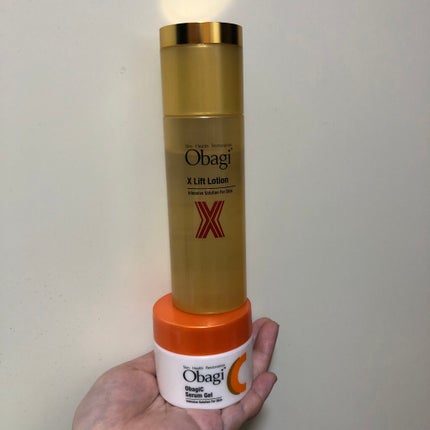 Skin Health Restoration
Obagi
X Lift Lotion
Intensive Solution For Skin
X
Skin Health Restoration
Obagi
C
ObagiC
Serum Gel
Intensive Solution For Skin